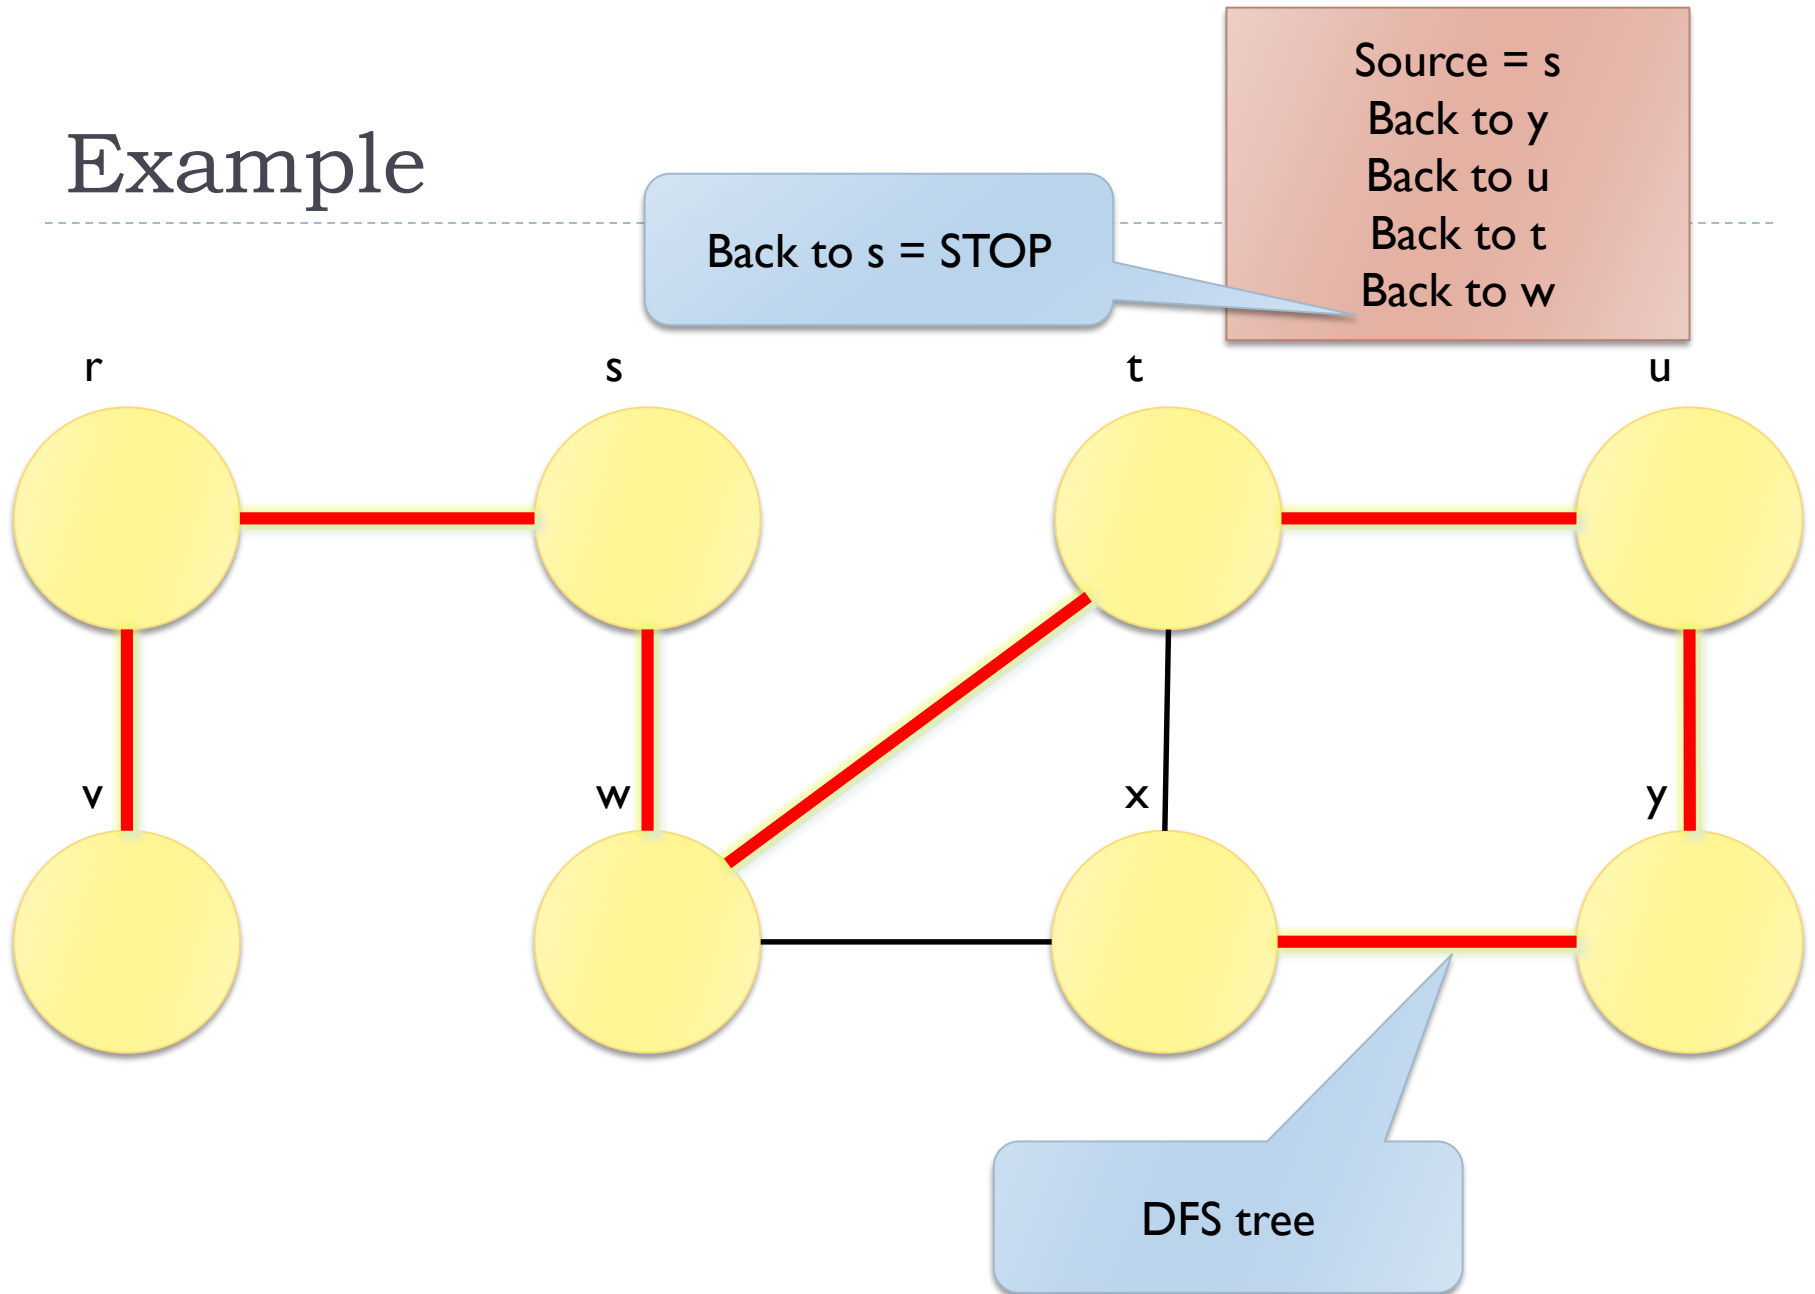 Example
Source = s
Back to y
Back to u
Back to t
Back to w
Back to s = STOP
r
s
t
u
v
w
x
y
DFS tree